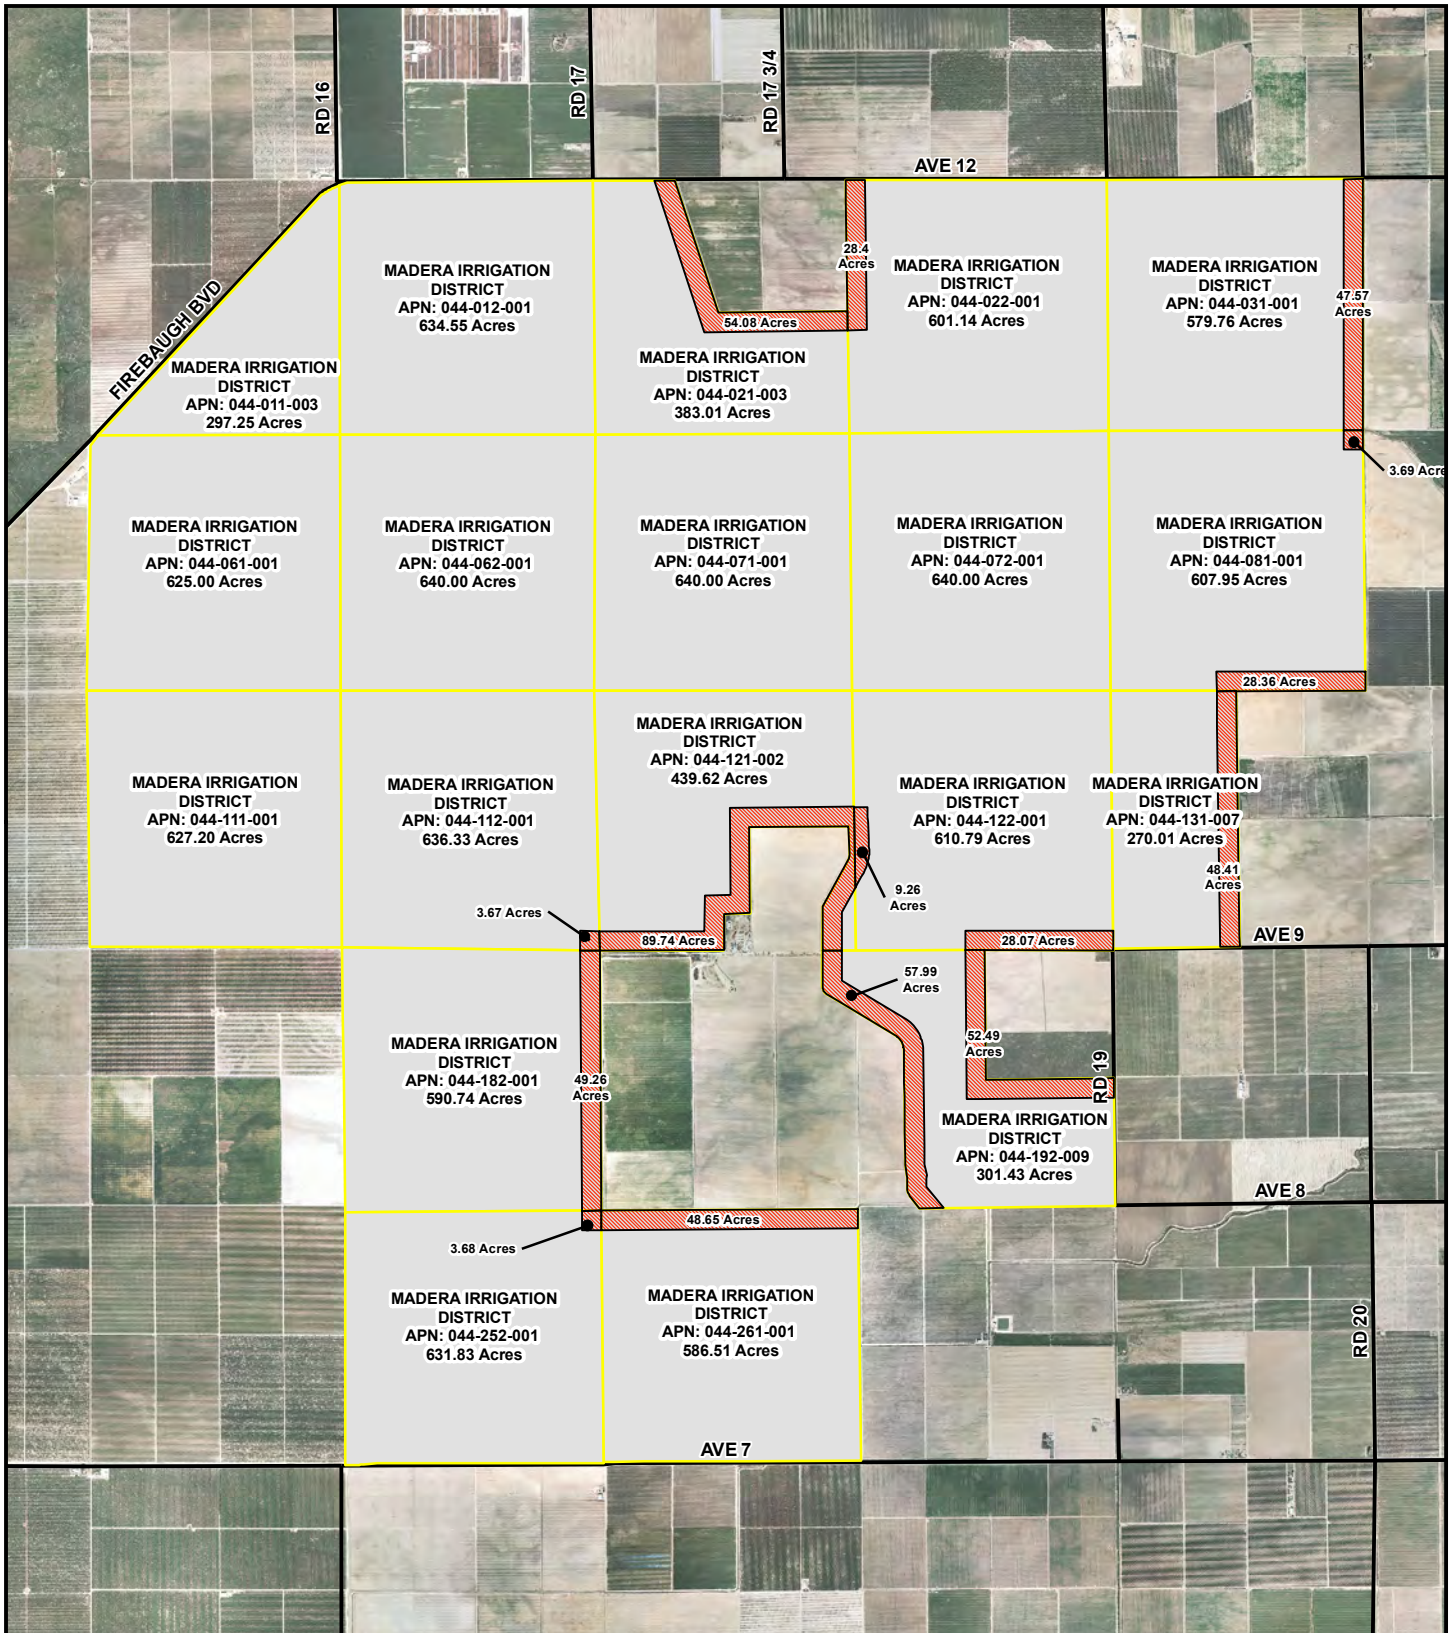 RD 16
RD 17
RD 17 3/4
AVE 12
FIREBAUGH BVD
MADERA IRRIGATION
DISTRICT
APN: 044-011-003
297.25 Acres
MADERA IRRIGATION
DISTRICT
APN: 044-012-001
634.55 Acres
54.08 Acres
MADERA IRRIGATION
DISTRICT
APN: 044-021-003
383.01 Acres
28.4
Acres
MADERA IRRIGATION
DISTRICT
APN: 044-022-001
601.14 Acres
MADERA IRRIGATION
DISTRICT
APN: 044-031-001
579.76 Acres
47.57
Acres
3.69 Acre
MADERA IRRIGATION
DISTRICT
APN: 044-061-001
625.00 Acres
MADERA IRRIGATION
DISTRICT
APN: 044-062-001
640.00 Acres
MADERA IRRIGATION
DISTRICT
APN: 044-071-001
640.00 Acres
MADERA IRRIGATION
DISTRICT
APN: 044-072-001
640.00 Acres
MADERA IRRIGATION
DISTRICT
APN: 044-081-001
607.95 Acres
28.36 Acres
MADERA IRRIGATION
DISTRICT
APN: 044-111-001
627.20 Acres
MADERA IRRIGATION
DISTRICT
APN: 044-112-001
636.33 Acres
MADERA IRRIGATION
DISTRICT
APN: 044-121-002
439.62 Acres
MADERA IRRIGATION
DISTRICT
APN: 044-122-001
610.79 Acres
MADERA IRRIGATION
DISTRICT
APN: 044-131-007
270.01 Acres
48.41
Acres
9.26
Acres
3.67 Acres
89.74 Acres
28.07 Acres
AVE 9
57.99
Acres
52.49
Acres
RD 19
MADERA IRRIGATION
DISTRICT
APN: 044-182-001
590.74 Acres
49.26
Acres
MADERA IRRIGATION
DISTRICT
APN: 044-192-009
301.43 Acres
AVE 8
48.65 Acres
3.68 Acres
MADERA IRRIGATION
DISTRICT
APN: 044-252-001
631.83 Acres
MADERA IRRIGATION
DISTRICT
APN: 044-261-001
586.51 Acres
RD 20
AVE 7